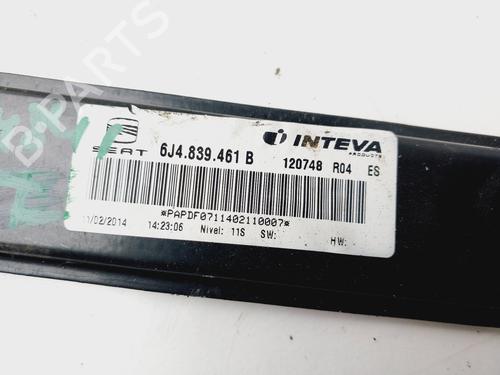 B-PARTS
SEAT
6J4.839.461 B
INTEVA
PRODUCTS
120748 R04 ES
*PAPDF0711402110007*
/02/2014 14:23:06 Nivel: 11S SW: HW: